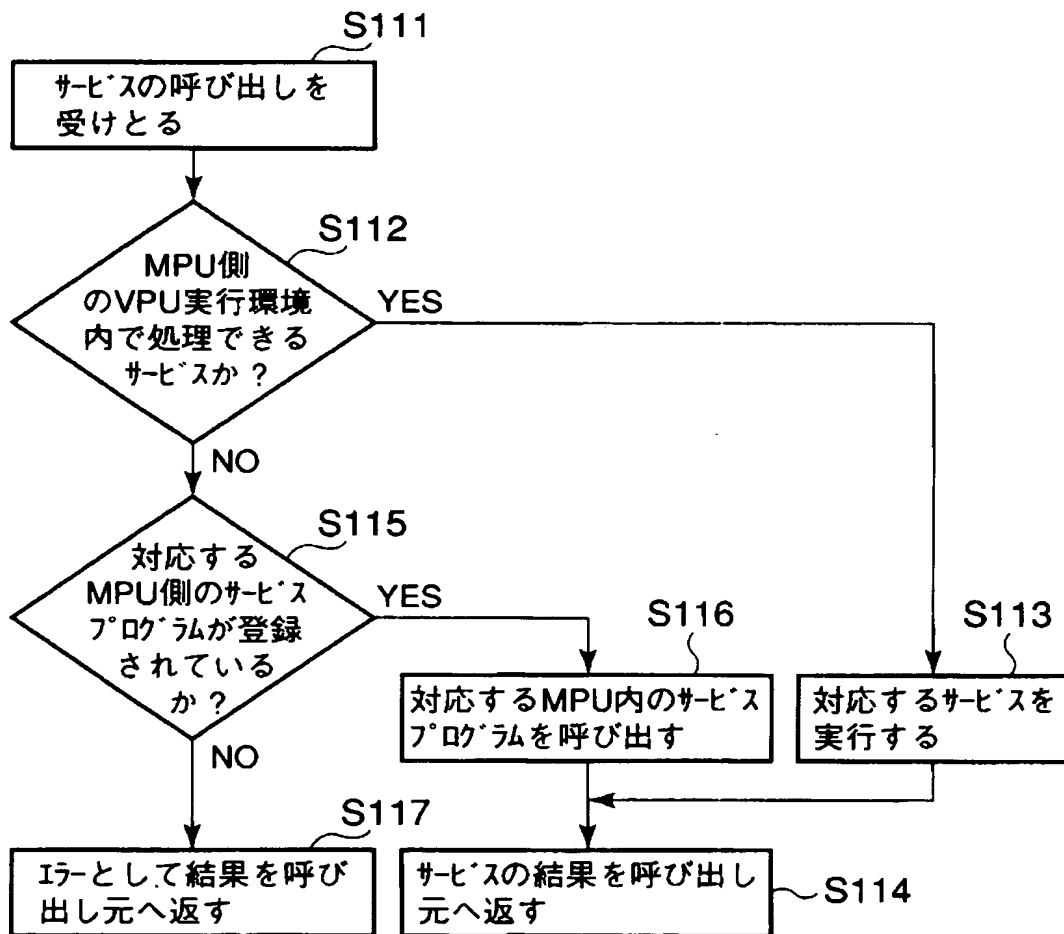 S111
ｻｰﾋﾞｽの呼び出しを
受けとる
S112
MPU側
のVPU実行環境
内で処理できる
ｻｰﾋﾞｽか？
YES
NO
S115
対応する
MPU側のｻｰﾋﾞｽ
ﾌﾟﾛｸﾞﾗﾑが登録
されている
か？
YES
NO
S116
対応するMPU内のｻｰﾋﾞｽ
ﾌﾟﾛｸﾞﾗﾑを呼び出す
S113
対応するｻｰﾋﾞｽを
実行する
S117
ｴﾗｰとして結果を呼び
出し元へ返す
ｻｰﾋﾞｽの結果を呼び出し
元へ返す
S114